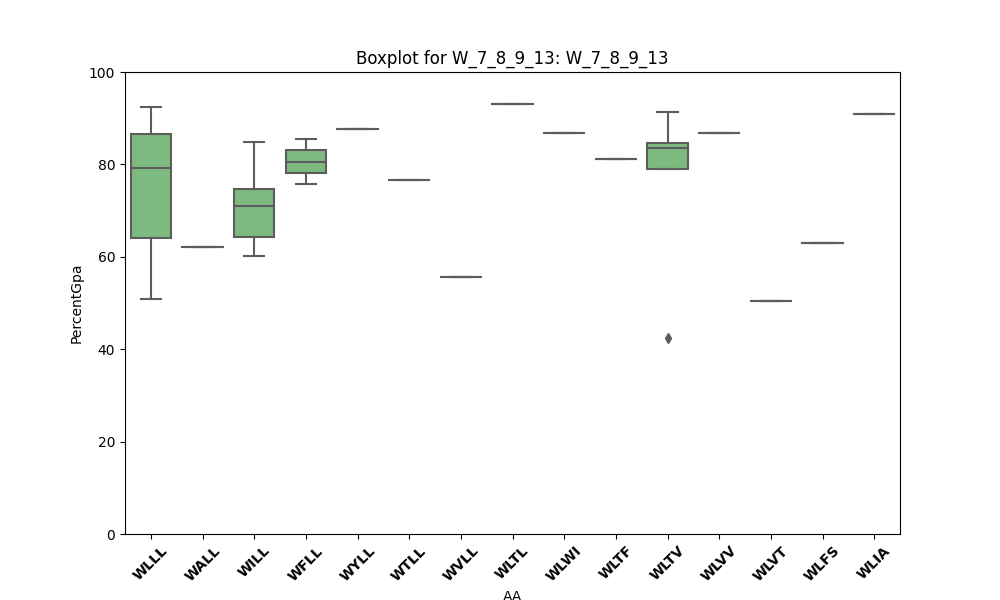 Boxplot for W_7_8_9_13: W_7_8_9_13
100
80
60
40
20
0
PercentGpa
WLLL WALL WILL WFLL WYLL WTLL WVLL WLTL WLWI WLTF WLTV WLVV WLVT WLFS WLIA
AA